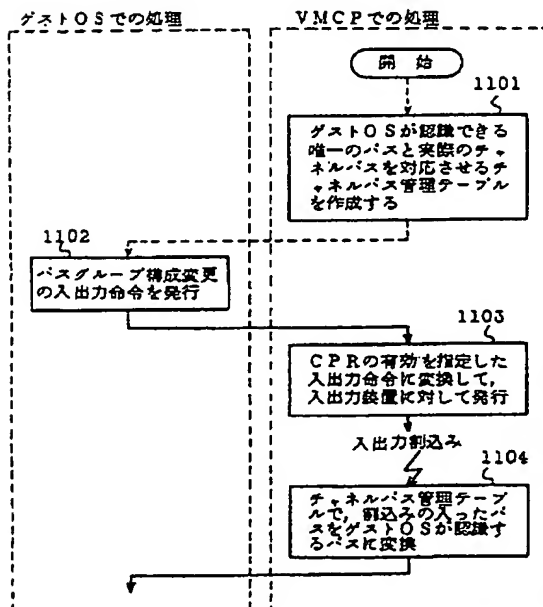 ゲストOSでの処理
VMCPでの処理
開始
1101
ゲストOSが認識できる
唯一のパスと実際のチャ
ネルパスを対応させるチ
ャネルパス管理テーブル
を作成する
1102
パスグループ構成変更
の入出力命令を発行
1103
CPRの有効を指定した
入出力命令に変換して,
入出力装置に対して発行
入出力割込み
1104
チャネルパス管理テーブ
ルで,割込みの入ったパ
スをゲストOSが認識す
るパスに変換